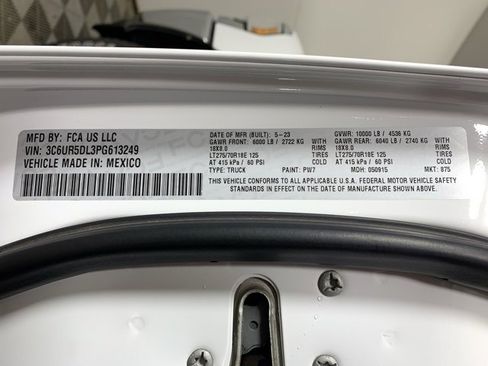 MFD BY: FCA US LLC
VIN: 3C6UR5DL3PG613249
VEHICLE MADE IN: MEXICO
DATE OF MFR (BUILT): 5-23
GAWR FRONT: 6000 LB / 2722 KG
18X8.0
LT275/70R18E 125
AT 415 kPa / 60 PSI
TYPE: TRUCK
WITH
RIMS
TIRES
COLD
PAINT: PW7
GVWR: 10000 LB / 4536 KG
GAWR REAR: 6040 LB / 2740 KG
18X8.0
LT275/70R18E 125
AT 415 kPa / 60 PSI
MDH: 050915
WITH
RIMS
TIRES
COLD
MKT: 875
THIS VEHICLE CONFORMS TO ALL APPLICABLE U.S.A. FEDERAL MOTOR VEHICLE SAFETY
STANDARDS IN EFFECT ON THE DATE OF MANUFACTURE SHOWN ABOVE